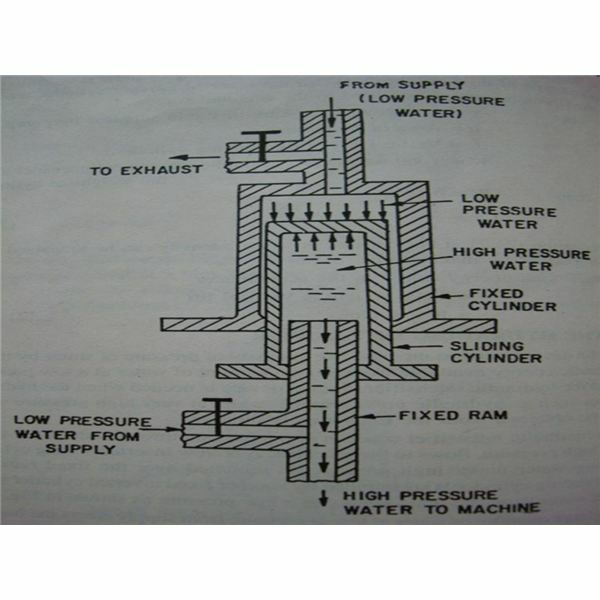 FROM SUPPLY
(LOW PRESSURE
WATER)
TO EXHAUST
LOW
PRESSURE
WATER
HIGH PRESSURE
WATER
FIXED
CYLINDER
SLIDING
CYLINDER
FIXED RAM
LOW PRESSURE
WATER FROM
SUPPLY
HIGH PRESSURE
WATER TO MACHINE